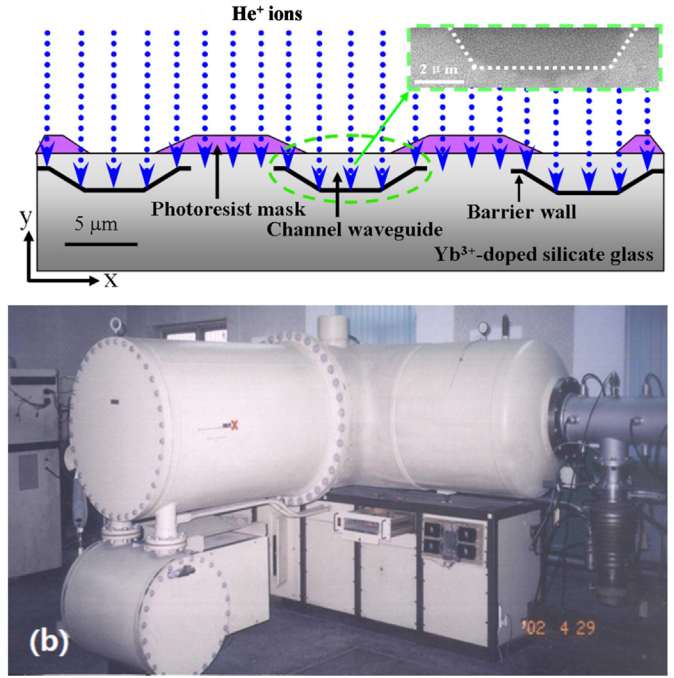 He⁺ ions
2 μm
Photoresist mask
Channel waveguide
Barrier wall
y
5 μm
Yb³⁺-doped silicate glass
x
(b)
'02 4 29